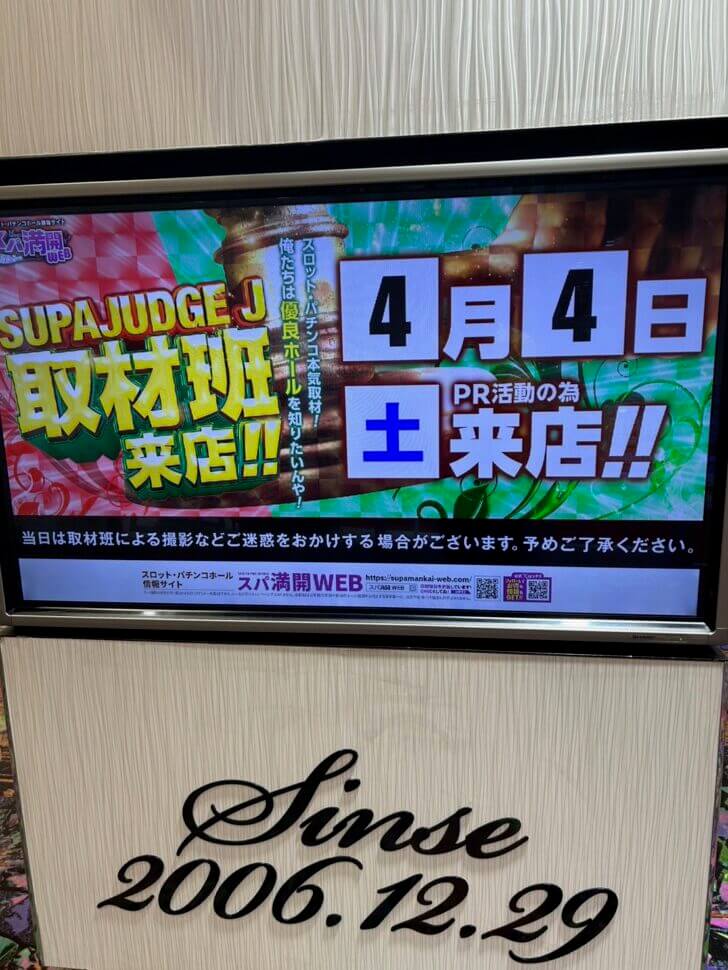 スパ満開
WEB
SUPAJUDGE J
取材班
来店!!
スロット・パチンコ本気取材!
俺たちは優良ホールを知りたいんや!
4月4日
土
PR活動の為
来店!!
当日は取材班による撮影などご迷惑をおかけする場合がございます。予めご了承ください。
スロット・パチンコホール
情報サイト
スパ満開WEB
https://supamankai-web.com/
スパ満開 WEB
Sinse
2006.12.29